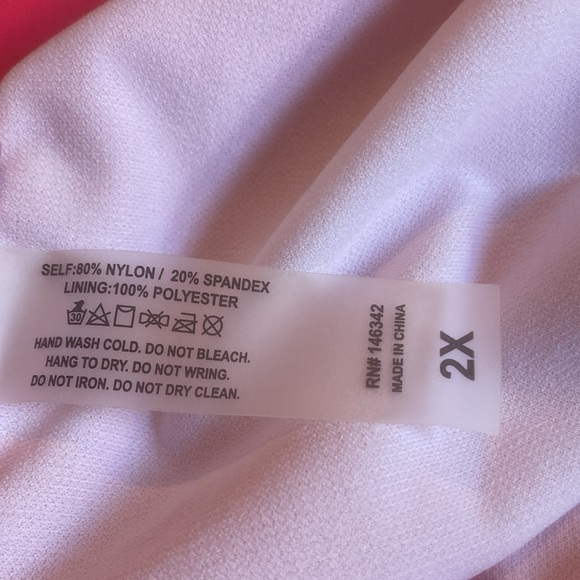 SELF:80% NYLON / 20% SPANDEX
LINING:100% POLYESTER
30
HAND WASH COLD. DO NOT BLEACH.
HANG TO DRY. DO NOT WRING.
DO NOT IRON. DO NOT DRY CLEAN.
RN# 146342
MADE IN CHINA
2X